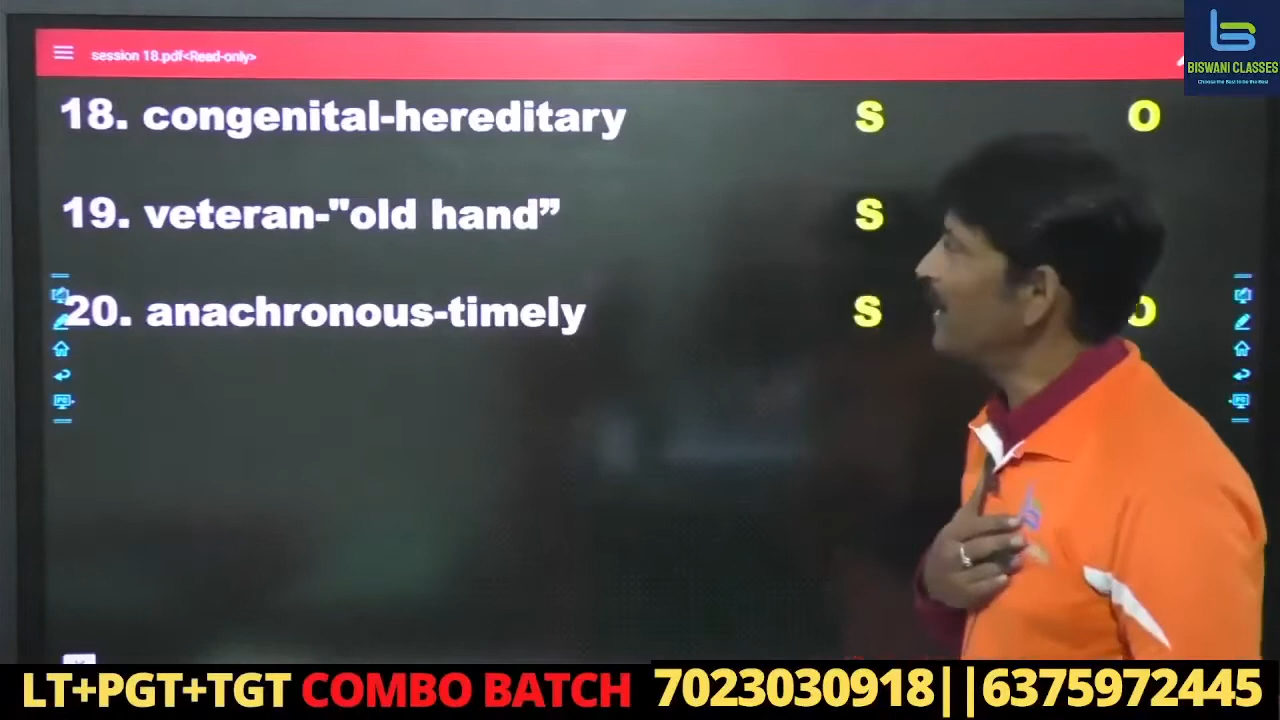 session 18.pdf<Read-only>
BISWANI CLASSES
18. congenital-hereditary S O
19. veteran-"old hand” S
20. anachronous-timely S O
LT+PGT+TGT COMBO BATCH 7023030918||6375972445